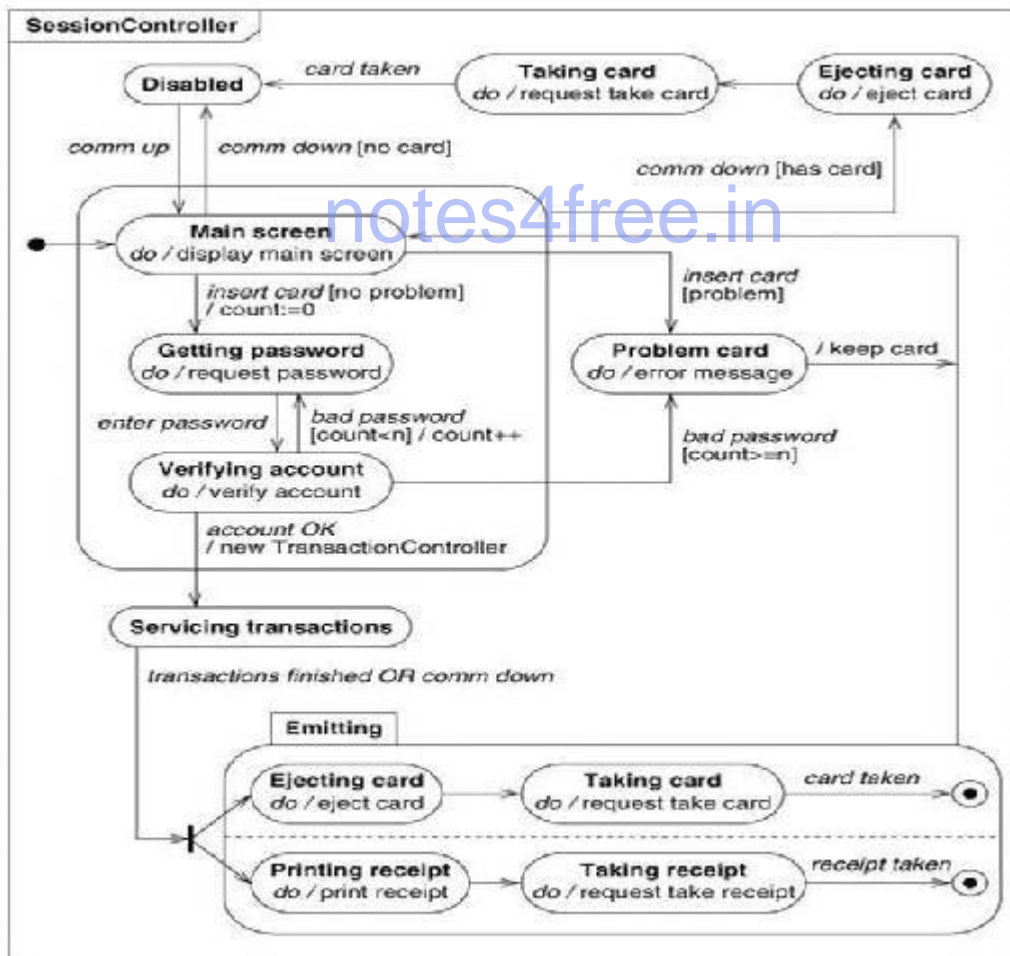 SessionController
Disabled
card taken
Taking card
do / request take card
Ejecting card
do / eject card
comm up
comm down [no card]
comm down [has card]
notes4free.in
Main screen
do / display main screen
insert card [no problem]
/ count:=0
insert card
[problem]
Getting password
do / request password
Problem card
do / error message
/ keep card
enter password
bad password
[count<n] / count++
bad password
[count>=n]
Verifying account
do / verify account
account OK
/ new TransactionController
Servicing transactions
transactions finished OR comm down
Emitting
Ejecting card
do / eject card
Taking card
do / request take card
card taken
Printing receipt
do / print receipt
Taking receipt
do / request take receipt
receipt taken